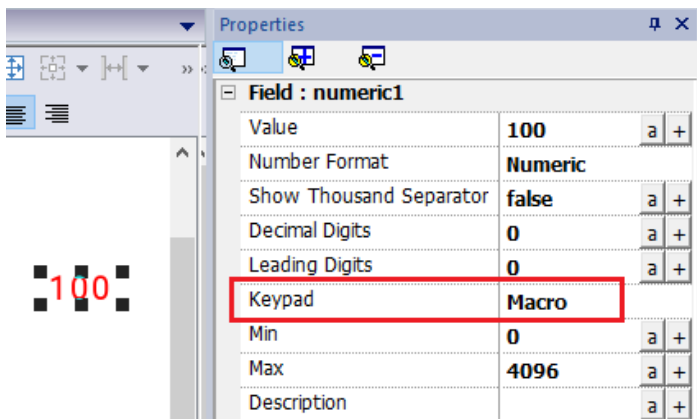 Properties
Field : numeric1
Value 100 a +
Number Format Numeric
Show Thousand Separator false a +
Decimal Digits 0 a +
Leading Digits 0 a +
Keypad Macro
Min 0 a +
Max 4096 a +
Description a +
100